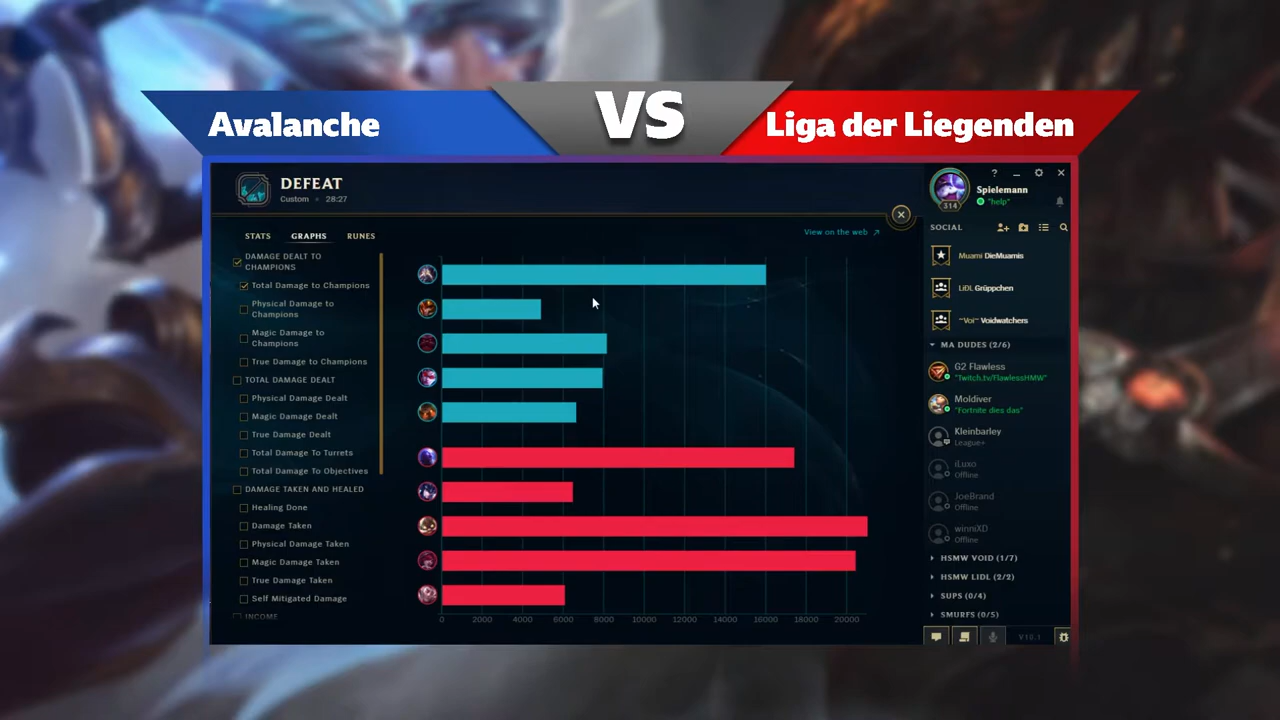 Avalanche
VS
Liga der Liegenden
DEFEAT
Custom • 28:27
? _ 
Spielemann
314
"help"
STATS
GRAPHS
RUNES
View on the web
SOCIAL
DAMAGE DEALT TO
CHAMPIONS
Total Damage to Champions
Physical Damage to
Champions
Magic Damage to
Champions
True Damage to Champions
TOTAL DAMAGE DEALT
Physical Damage Dealt
Magic Damage Dealt
True Damage Dealt
Total Damage To Turrets
Total Damage To Objectives
DAMAGE TAKEN AND HEALED
Healing Done
Damage Taken
Physical Damage Taken
Magic Damage Taken
True Damage Taken
Self Mitigated Damage
INCOME
0 2000 4000 6000 8000 10000 12000 14000 16000 18000 20000
Muami DieMuamis
LiDL Grüppchen
~Voi~ Voidwatchers
MA DUDES (2/6)
G2 Flawless
"Twitch.tv/FlawlessHMW"
Moldiver
"Fortnite dies das"
Kleinbarley
League+
iLuxo
Offline
JoeBrand
Offline
winniXD
Offline
HSMW VOID (1/7)
HSMW LIDL (2/2)
SUPS (0/4)
SMURFS (0/5)
V10.1